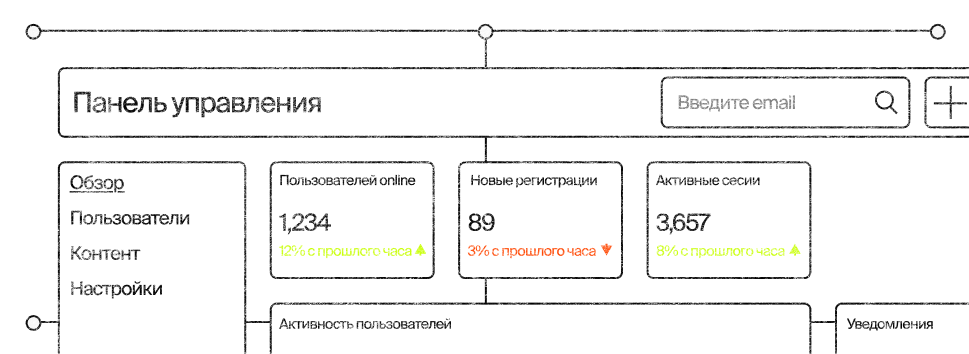 Панель управления
Введите email
Обзор
Пользователи
Контент
Настройки
Пользователей online
1,234
12% с прошлого часа
Новые регистрации
89
3% с прошлого часа
Активные сесии
3,657
8% с прошлого часа
Активность пользователей
Уведомления